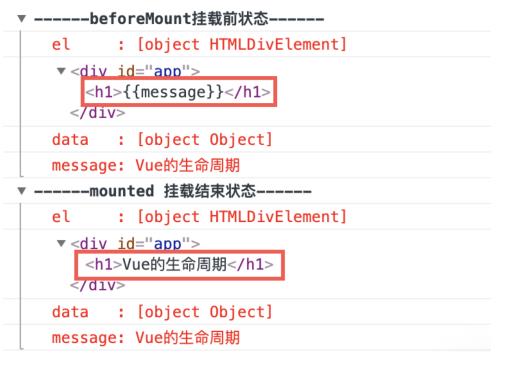 ▼ ------beforeMount挂载前状态------
el     : [object HTMLDivElement]
▼<div id="app">
<h1>{{message}}</h1>
</div>
data   : [object Object]
message: Vue的生命周期
▼ ------mounted 挂载结束状态------
el     : [object HTMLDivElement]
▼<div id="app">
<h1>Vue的生命周期</h1>
</div>
data   : [object Object]
message: Vue的生命周期